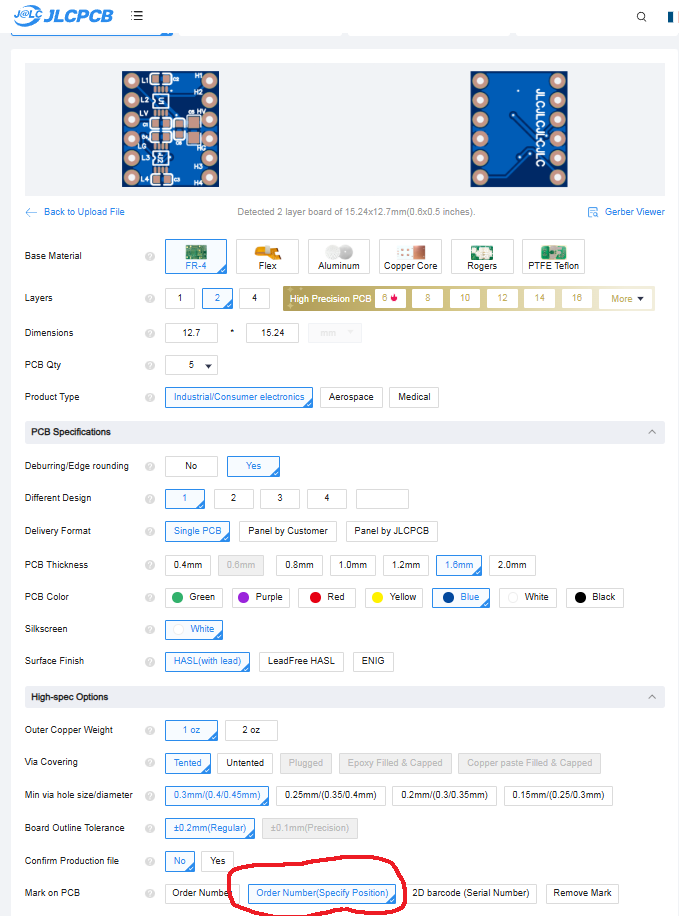 J@LC JLCPCB
L1 C2 H1
L2 5 H2
LV HV
C1 C5
C4 C6
LG HG
L3 H3
L4 C3 H4
JLCJLCJLCJLC
Back to Upload File Detected 2 layer board of 15.24x12.7mm(0.6x0.5 inches). Gerber Viewer
Base Material FR-4 Flex Aluminum Copper Core Rogers PTFE Teflon
Layers 1 2 4 High Precision PCB 6 8 10 12 14 16 More
Dimensions 12.7 * 15.24 mm
PCB Qty 5
Product Type Industrial/Consumer electronics Aerospace Medical
PCB Specifications
Deburring/Edge rounding No Yes
Different Design 1 2 3 4
Delivery Format Single PCB Panel by Customer Panel by JLCPCB
PCB Thickness 0.4mm 0.6mm 0.8mm 1.0mm 1.2mm 1.6mm 2.0mm
PCB Color Green Purple Red Yellow Blue White Black
Silkscreen White
Surface Finish HASL(with lead) LeadFree HASL ENIG
High-spec Options
Outer Copper Weight 1 oz 2 oz
Via Covering Tented Untented Plugged Epoxy Filled & Capped Copper paste Filled & Capped
Min via hole size/diameter 0.3mm/(0.4/0.45mm) 0.25mm/(0.35/0.4mm) 0.2mm/(0.3/0.35mm) 0.15mm/(0.25/0.3mm)
Board Outline Tolerance ±0.2mm(Regular) ±0.1mm(Precision)
Confirm Production file No Yes
Mark on PCB Order Number Order Number(Specify Position) 2D barcode (Serial Number) Remove Mark